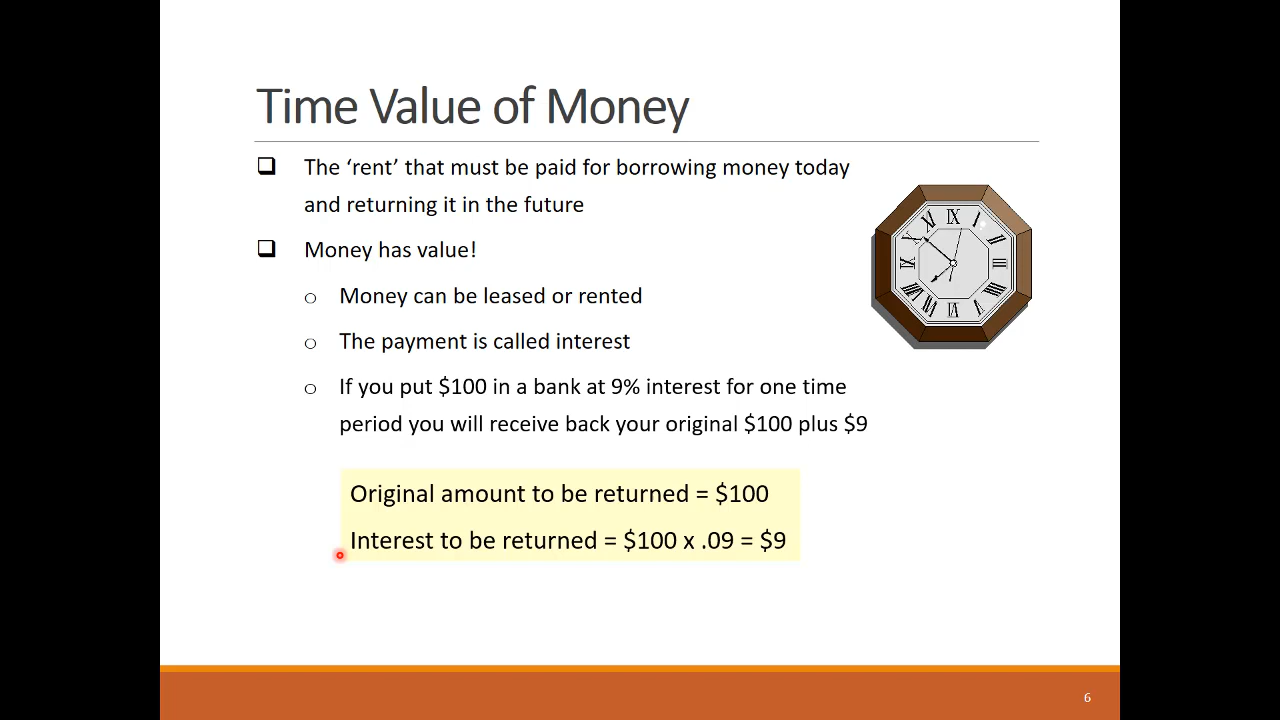 Time Value of Money
❑ The ‘rent’ that must be paid for borrowing money today
and returning it in the future
❑ Money has value!
o Money can be leased or rented
o The payment is called interest
o If you put $100 in a bank at 9% interest for one time
period you will receive back your original $100 plus $9
Original amount to be returned = $100
Interest to be returned = $100 x .09 = $9
6